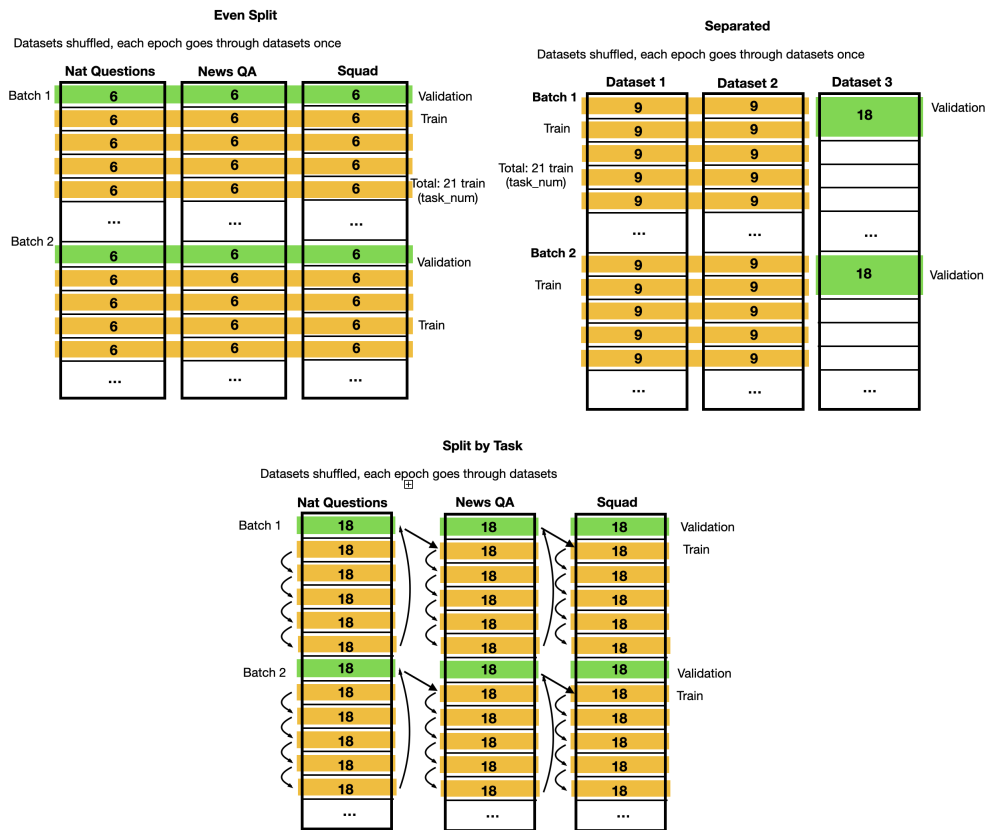 Even Split
Datasets shuffled, each epoch goes through datasets once
Nat Questions News QA Squad
Batch 1 6 6 6 Validation
6 6 6 Train
6 6 6
6 6 6
6 6 6 Total: 21 train
(task_num)
... ... ...
Batch 2
6 6 6 Validation
6 6 6
6 6 6
6 6 6 Train
6 6 6
... ... ...
Separated
Datasets shuffled, each epoch goes through datasets once
Dataset 1 Dataset 2 Dataset 3
Batch 1 9 9 18 Validation
Train 9 9
9 9
Total: 21 train
(task_num) 9 9
9 9
... ... ...
Batch 2
9 9 18 Validation
Train 9 9
9 9
9 9
9 9
... ... ...
Split by Task
Datasets shuffled, each epoch goes through datasets
Nat Questions News QA Squad
Batch 1 18 18 18 Validation
18 18 18 Train
18 18 18
18 18 18
18 18 18
18 18 18
Batch 2 18 18 18 Validation
18 18 18 Train
18 18 18
18 18 18
18 18 18
18 18 18
... ... ...